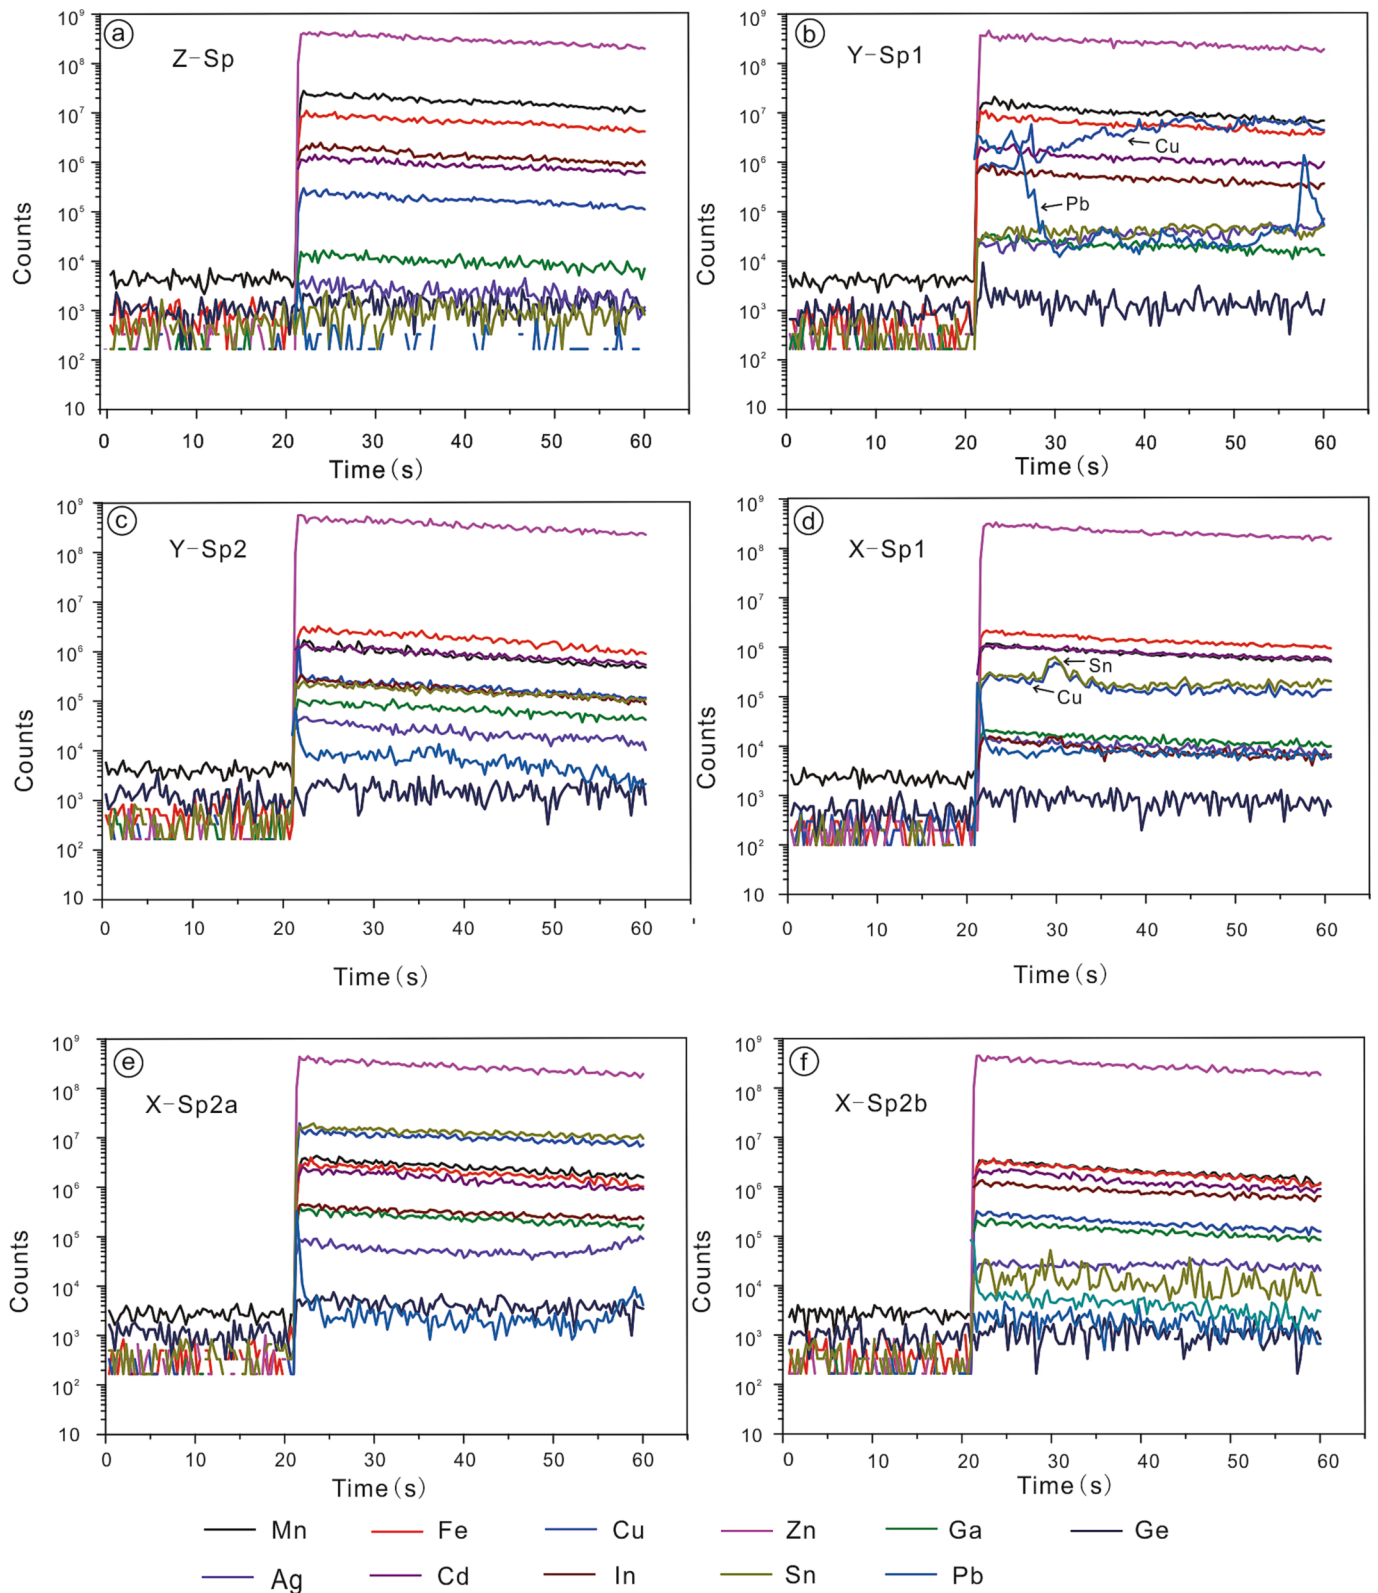 a
Z-Sp
10⁹
10⁸
10⁷
10⁶
10⁵
10⁴
10³
10²
10
Counts
0 10 20 30 40 50 60
Time (s)
b
Y-Sp1
10⁹
10⁸
10⁷
10⁶
10⁵
10⁴
10³
10²
10
Counts
Cu
Pb
0 10 20 30 40 50 60
Time (s)
c
Y-Sp2
10⁹
10⁸
10⁷
10⁶
10⁵
10⁴
10³
10²
10
Counts
0 10 20 30 40 50 60
Time (s)
d
X-Sp1
10⁹
10⁸
10⁷
10⁶
10⁵
10⁴
10³
10²
10
Counts
Sn
Cu
0 10 20 30 40 50 60
Time (s)
e
X-Sp2a
10⁹
10⁸
10⁷
10⁶
10⁵
10⁴
10³
10²
10
Counts
0 10 20 30 40 50 60
Time (s)
f
X-Sp2b
10⁹
10⁸
10⁷
10⁶
10⁵
10⁴
10³
10²
10
Counts
0 10 20 30 40 50 60
Time (s)
Mn Fe Cu Zn Ga Ge
Ag Cd In Sn Pb